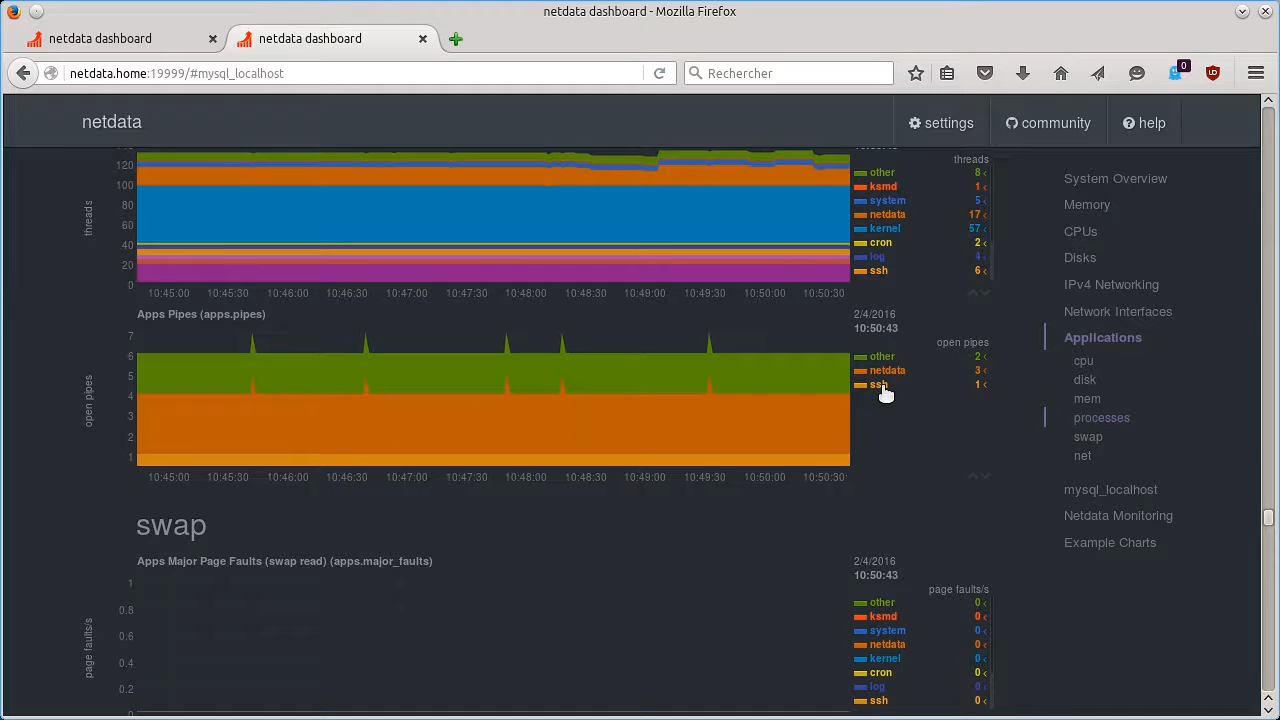 netdata dashboard - Mozilla Firefox
netdata dashboard
netdata dashboard
netdata.home:19999/#mysql_localhost
Rechercher
0
netdata
settings
community
help
threads
120
100
80
60
40
20
0
threads
other 8
ksmd 1
system 5
netdata 17
kernel 57
cron 2
log 4
ssh 6
10:45:00 10:45:30 10:46:00 10:46:30 10:47:00 10:47:30 10:48:00 10:48:30 10:49:00 10:49:30 10:50:00 10:50:30
Apps Pipes (apps.pipes)
2/4/2016
10:50:43
open pipes
7
6
5
4
3
2
1
open pipes
other 2
netdata 3
ssh 1
10:45:00 10:45:30 10:46:00 10:46:30 10:47:00 10:47:30 10:48:00 10:48:30 10:49:00 10:49:30 10:50:00 10:50:30
swap
Apps Major Page Faults (swap read) (apps.major_faults)
2/4/2016
10:50:43
page faults/s
1
0.8
0.6
0.4
0.2
page faults/s
other 0
ksmd 0
system 0
netdata 0
kernel 0
cron 0
log 0
ssh 0
System Overview
Memory
CPUs
Disks
IPv4 Networking
Network Interfaces
Applications
cpu
disk
mem
processes
swap
net
mysql_localhost
Netdata Monitoring
Example Charts